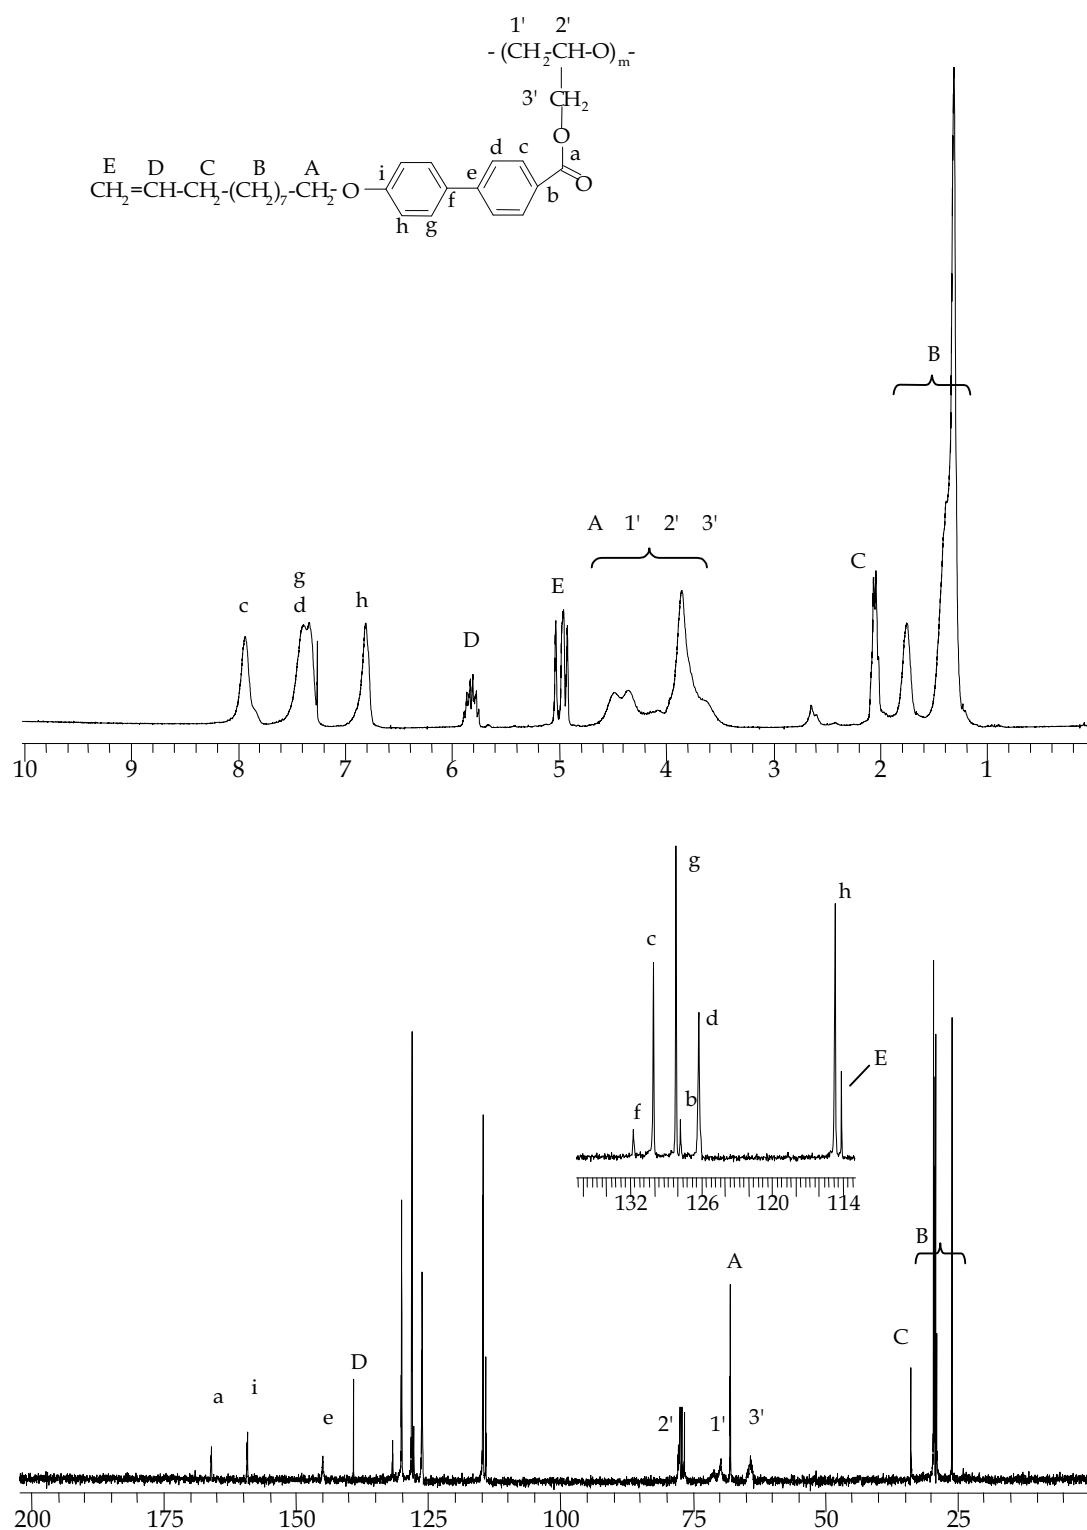 1' 2'
- (CH2-CH-O)m-
3' CH2
O
d c a
E D C B A i e O
CH2=CH-CH2-(CH2)7-CH2-O f b
h g
B
A 1' 2' 3'
g C
c d h E
D
10 9 8 7 6 5 4 3 2 1
g
h
c
d
E
f b
132 126 120 114
B
A
C
D
a i
e 2' 1' 3'
200 175 150 125 100 75 50 25